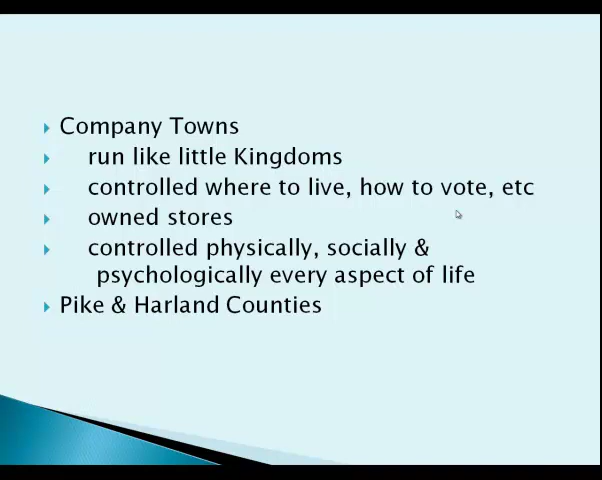 Company Towns
run like little Kingdoms
controlled where to live, how to vote, etc
owned stores
controlled physically, socially &
psychologically every aspect of life
Pike & Harland Counties